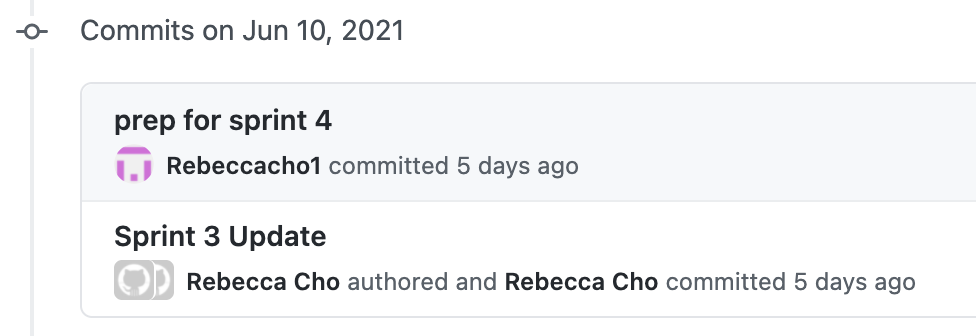 Commits on Jun 10, 2021
prep for sprint 4
Rebeccacho1 committed 5 days ago
Sprint 3 Update
Rebecca Cho authored and Rebecca Cho committed 5 days ago